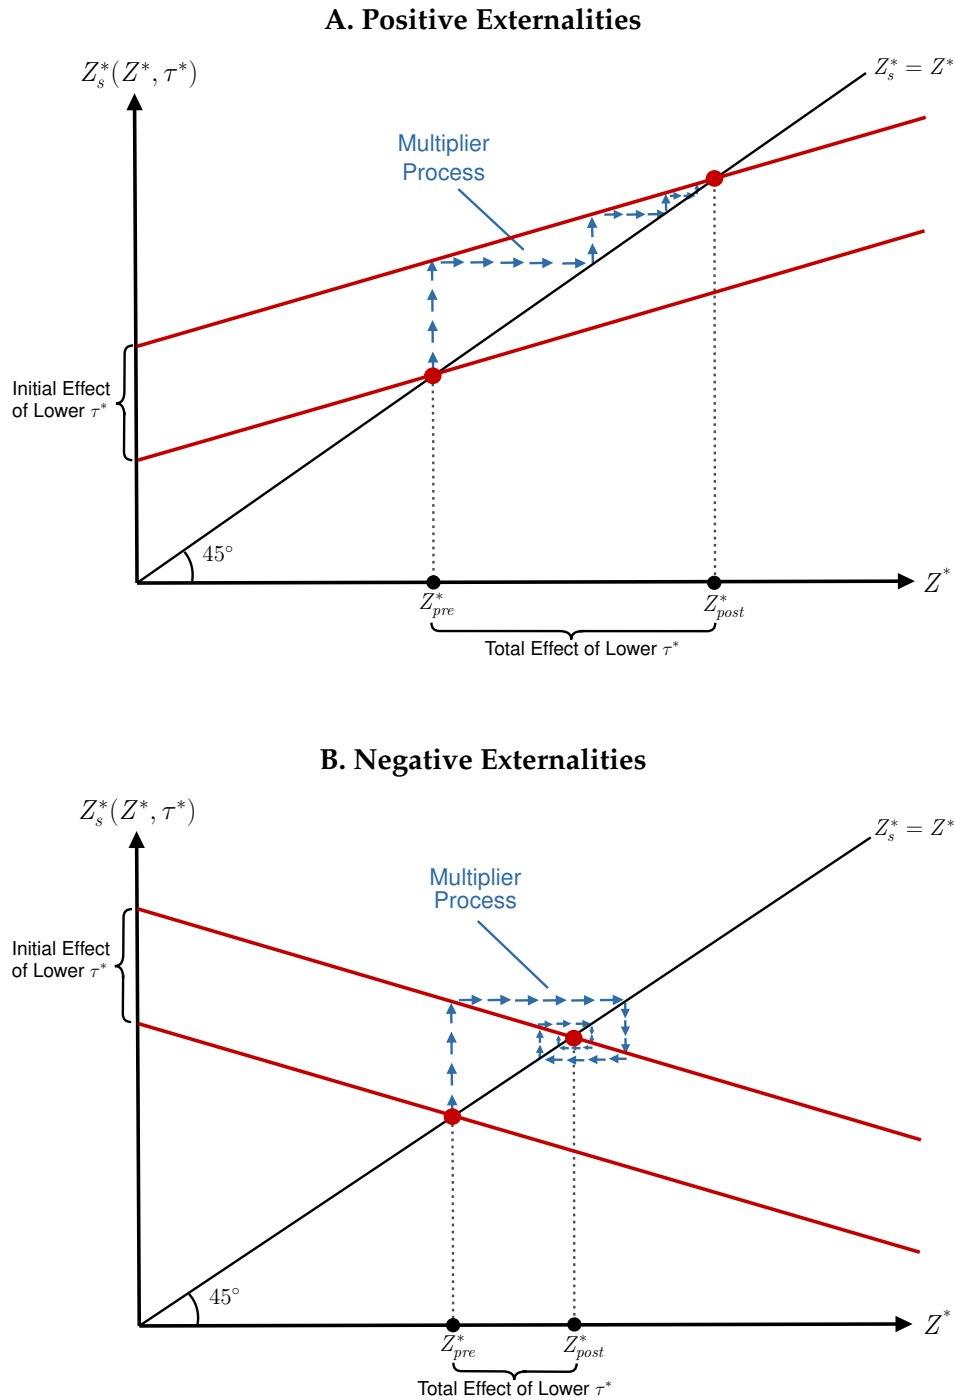 A. Positive Externalities
Z*s(Z*, τ*)
Z*s = Z*
Multiplier
Process
Initial Effect
of Lower τ*
45°
Z*
Z*pre
Z*post
Total Effect of Lower τ*
B. Negative Externalities
Z*s(Z*, τ*)
Z*s = Z*
Multiplier
Process
Initial Effect
of Lower τ*
45°
Z*
Z*pre
Z*post
Total Effect of Lower τ*